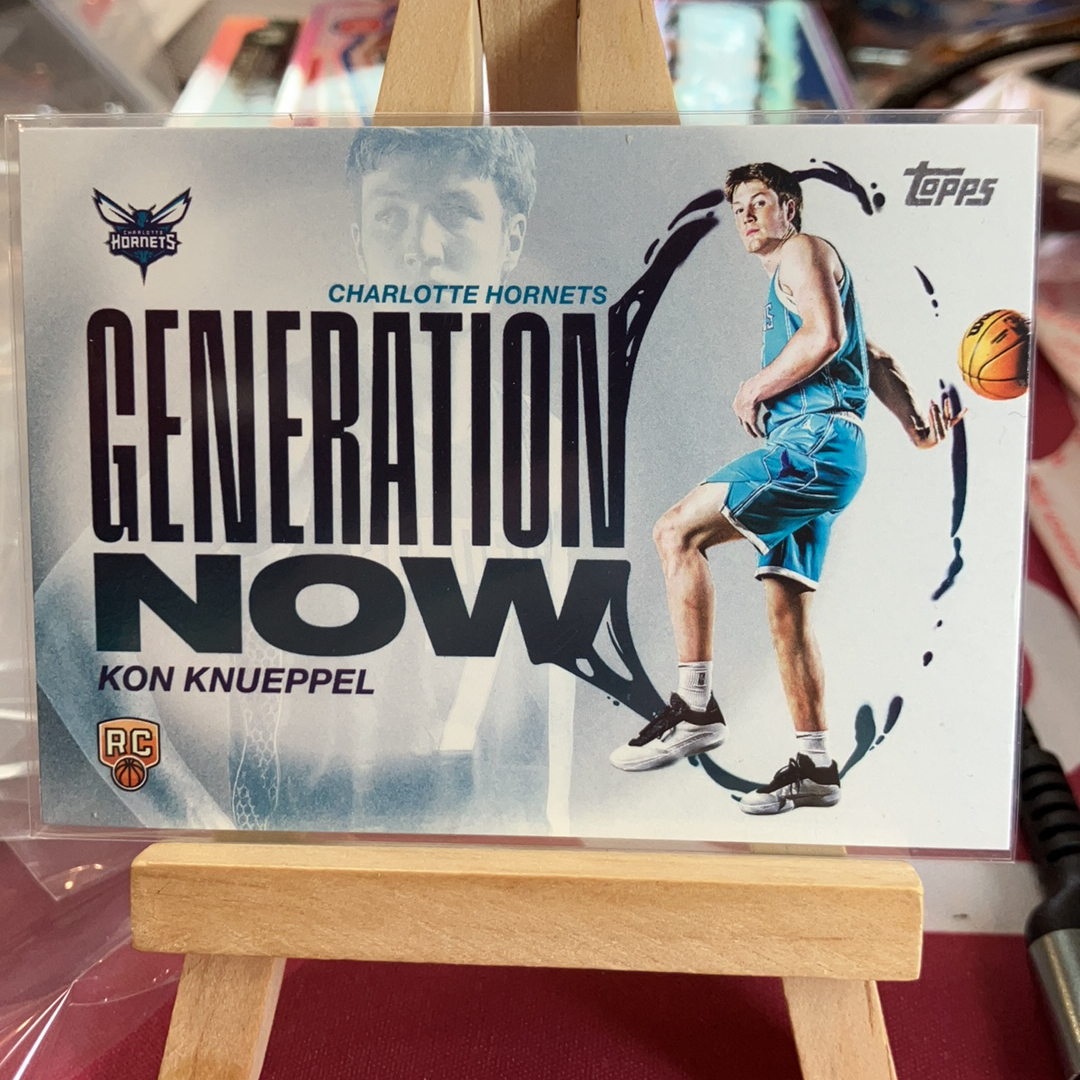 CHARLOTTE
HORNETS
TOPPS
CHARLOTTE HORNETS
GENERATION
NOW
KON KNUEPPEL
RC